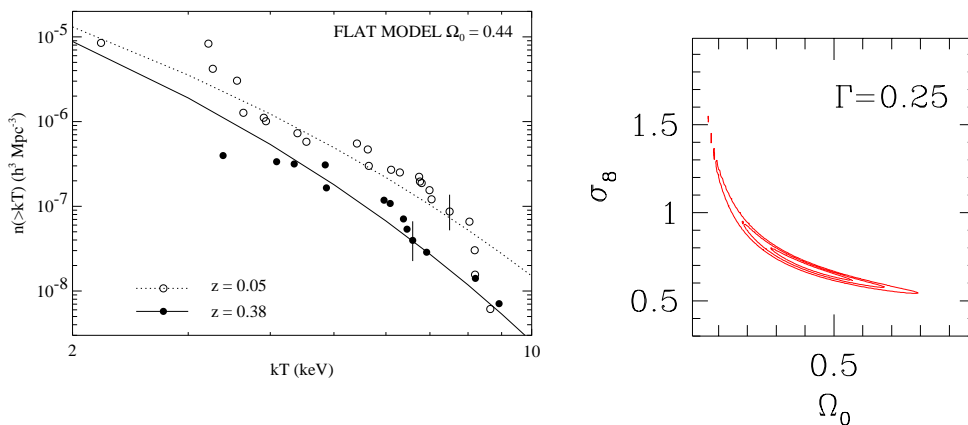 FLAT MODEL Ω₀ = 0.44
10⁻⁵
10⁻⁶
10⁻⁷
10⁻⁸
n(>kT) (h³ Mpc⁻³)
z = 0.05
z = 0.38
2
10
kT (keV)
Γ=0.25
1.5
1
0.5
σ₈
0.5
Ω₀